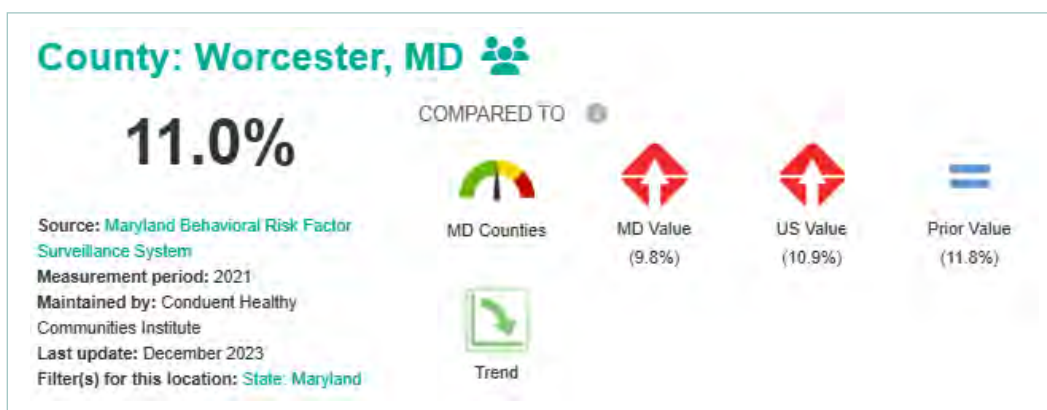 County: Worcester, MD
11.0%
Source: Maryland Behavioral Risk Factor
Surveillance System
Measurement period: 2021
Maintained by: Conduent Healthy
Communities Institute
Last update: December 2023
Filter(s) for this location: State: Maryland
COMPARED TO
MD Counties
MD Value
(9.8%)
US Value
(10.9%)
Prior Value
(11.8%)
Trend